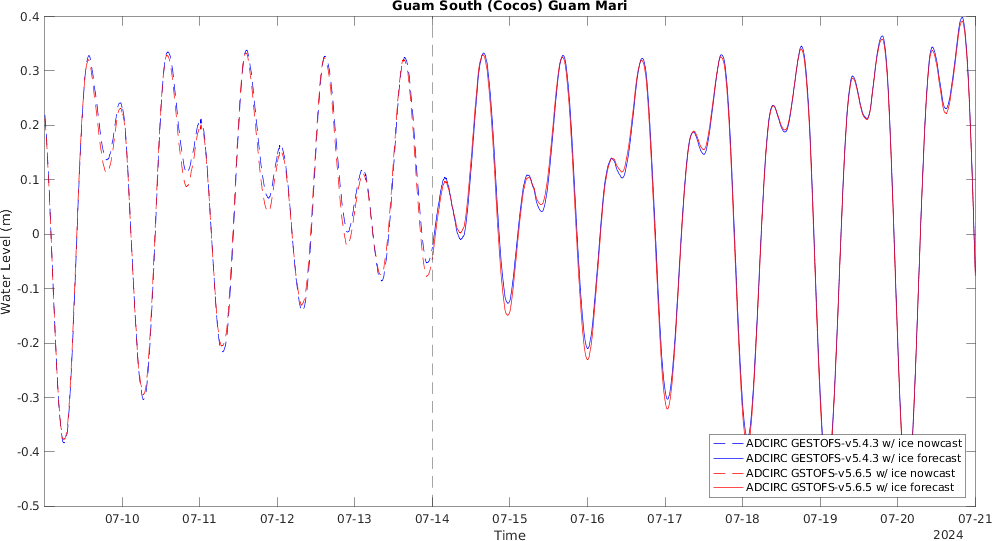 Guam South (Cocos) Guam Mari
0.4
0.3
0.2
0.1
0
-0.1
-0.2
-0.3
-0.4
-0.5
Water Level (m)
ADCIRC GESTOFS-v5.4.3 w/ ice nowcast
ADCIRC GESTOFS-v5.4.3 w/ ice forecast
ADCIRC GSTOFS-v5.6.5 w/ ice nowcast
ADCIRC GSTOFS-v5.6.5 w/ ice forecast
07-10 07-11 07-12 07-13 07-14 07-15 07-16 07-17 07-18 07-19 07-20 07-21
Time
2024